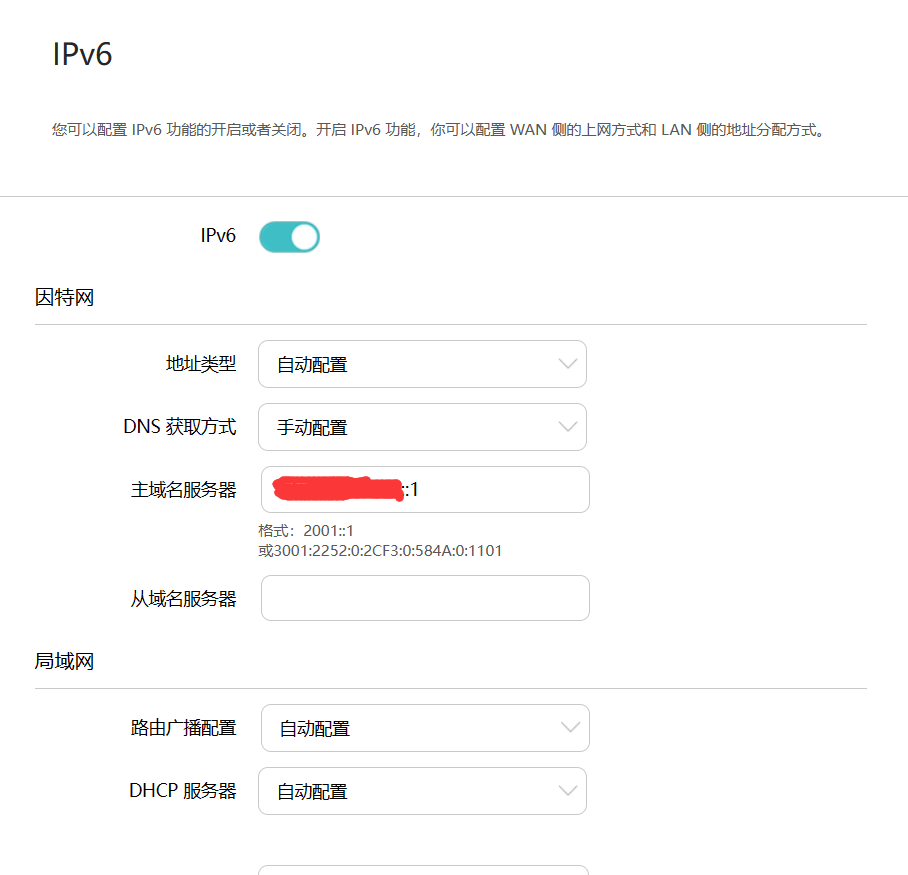 IPv6
您可以配置 IPv6 功能的开启或者关闭。开启 IPv6 功能，你可以配置 WAN 侧的上网方式和 LAN 侧的地址分配方式。
IPv6
因特网
地址类型 自动配置
DNS 获取方式 手动配置
主域名服务器 ::1
格式：2001::1
或3001:2252:0:2CF3:0:584A:0:1101
从域名服务器
局域网
路由广播配置 自动配置
DHCP 服务器 自动配置